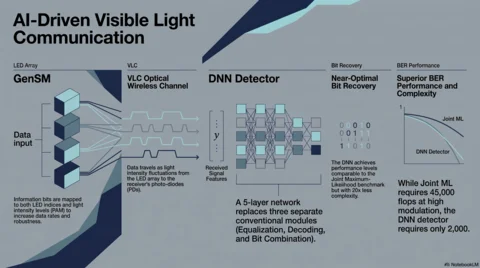 AI-Driven Visible Light
Communication
LED Array
GenSM
Data
input
Information bits are mapped
to both LED indices and light
intensity levels (PAM) to
increase data rates and
robustness.
VLC
VLC Optical
Wireless Channel
Data travels as light
intensity fluctuations from
the LED array to the
receiver's photo-diodes
(PDs).
DNN Detector
y
Received
Signal
Features
A 5-layer network
replaces three separate
conventional modules
(Equalization, Decoding,
and Bit Combination).
Bit Recovery
Near-Optimal
Bit Recovery
The DNN achieves
performance levels
comparable to the
Joint Maximum-
Likelihood benchmark
but with 20x less
complexity.
BER Performance
Superior BER
Performance and
Complexity
1
Joint ML
DNN Detector
While Joint ML
requires 45,000
flops at high
modulation, the
DNN detector
requires only 2,000.
NotebookLM